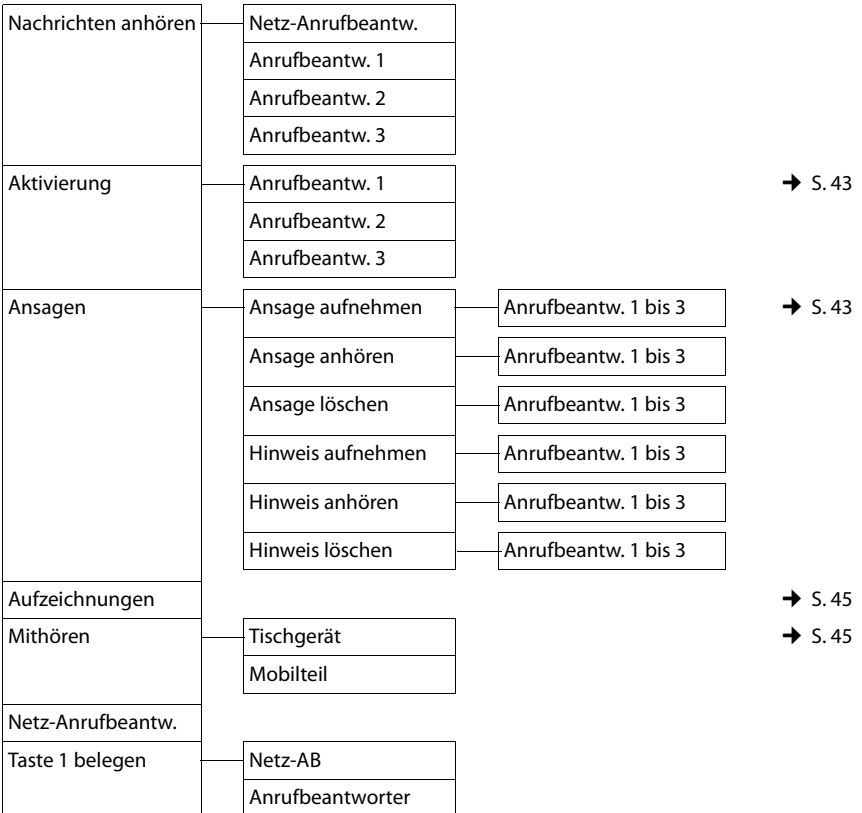 Nachrichten anhören Netz-Anrufbeantw.
Anrufbeantw. 1
Anrufbeantw. 2
Anrufbeantw. 3
Aktivierung Anrufbeantw. 1 ➔ S. 43
Anrufbeantw. 2
Anrufbeantw. 3
Ansagen Ansage aufnehmen Anrufbeantw. 1 bis 3 ➔ S. 43
Ansage anhören Anrufbeantw. 1 bis 3
Ansage löschen Anrufbeantw. 1 bis 3
Hinweis aufnehmen Anrufbeantw. 1 bis 3
Hinweis anhören Anrufbeantw. 1 bis 3
Hinweis löschen Anrufbeantw. 1 bis 3
Aufzeichnungen ➔ S. 45
Mithören Tischgerät ➔ S. 45
Mobilteil
Netz-Anrufbeantw.
Taste 1 belegen Netz-AB
Anrufbeantworter